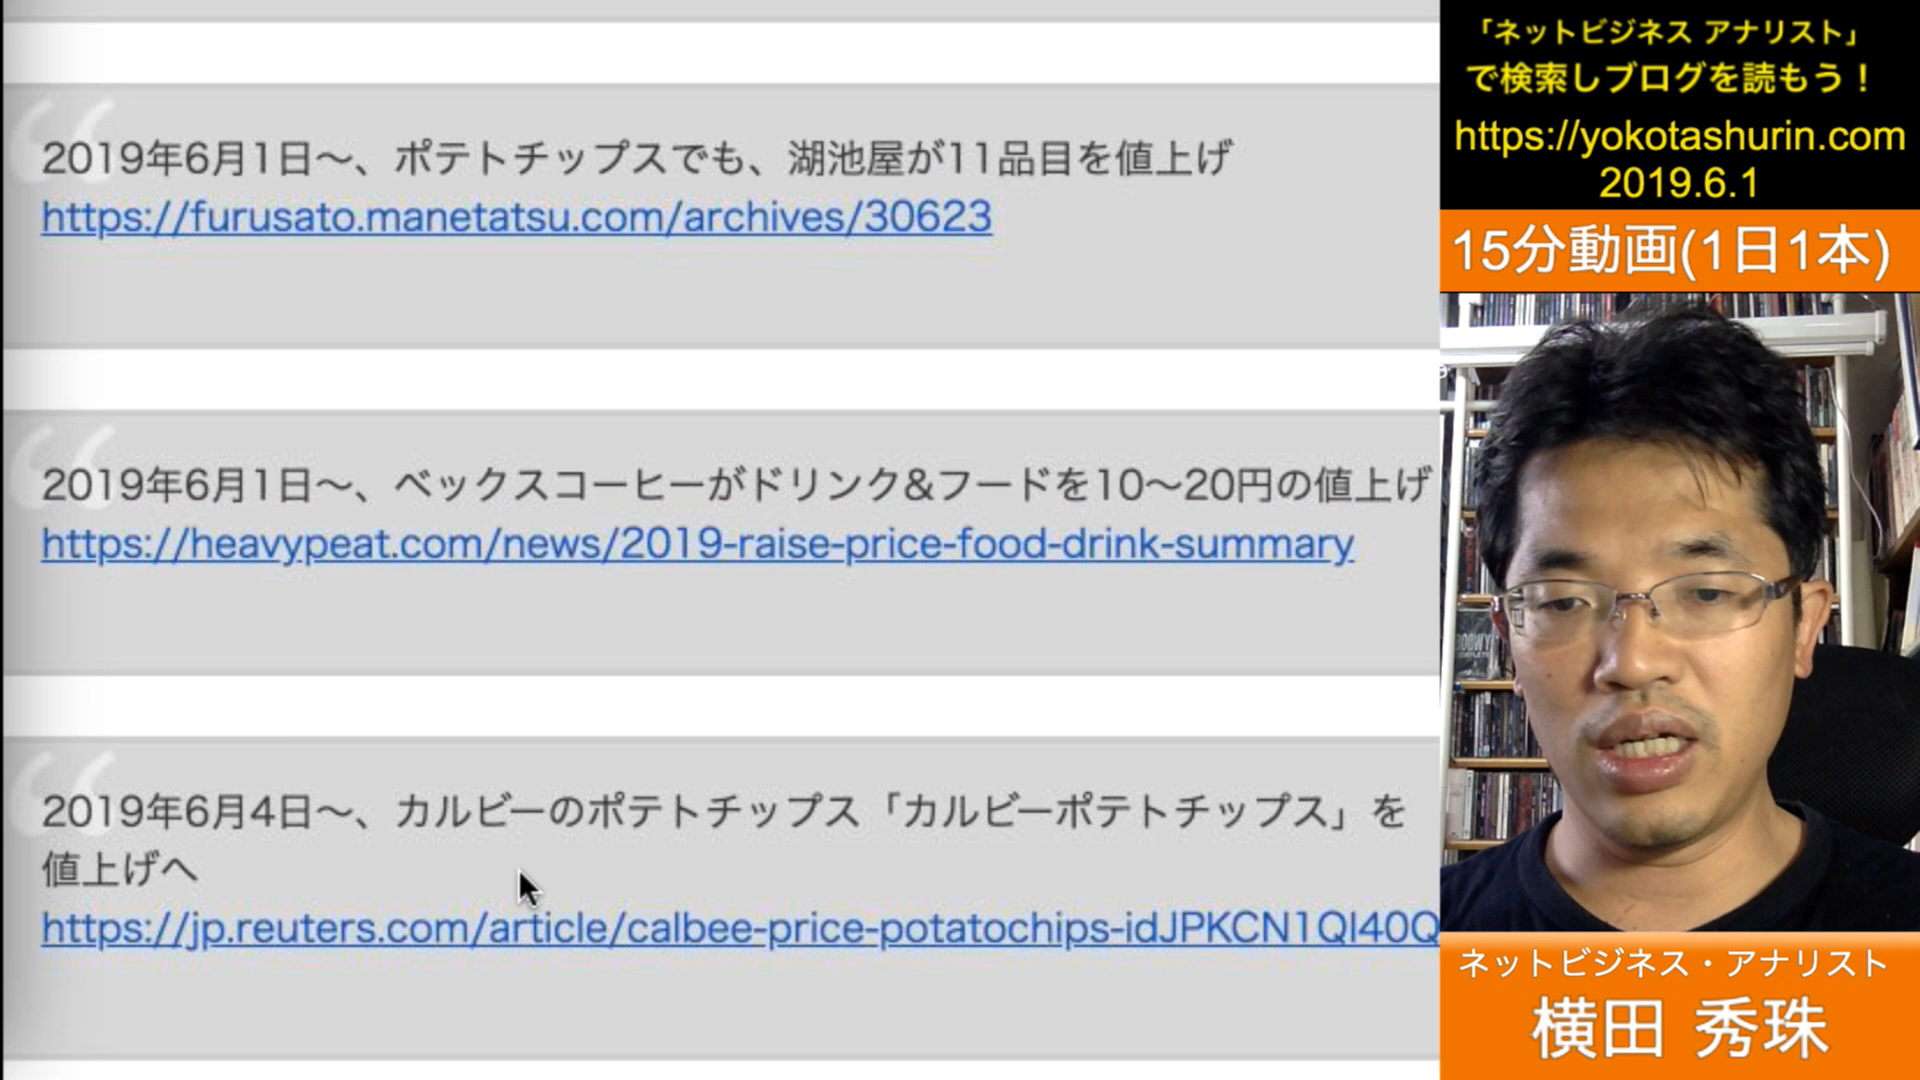 2019年6月1日〜、ポテトチップスでも、湖池屋が11品目を値上げ
https://furusato.manetatsu.com/archives/30623
2019年6月1日〜、ベックスコーヒーがドリンク&フードを10〜20円の値上げ
https://heavypeat.com/news/2019-raise-price-food-drink-summary
2019年6月4日〜、カルビーのポテトチップス「カルビーポテトチップス」を
値上げへ
https://jp.reuters.com/article/calbee-price-potatochips-idJPKCN1QI40Q
「ネットビジネス アナリスト」
で検索しブログを読もう！
https://yokotashurin.com
2019.6.1
15分動画(1日1本)
BOOWY
ネットビジネス・アナリスト
横田 秀珠